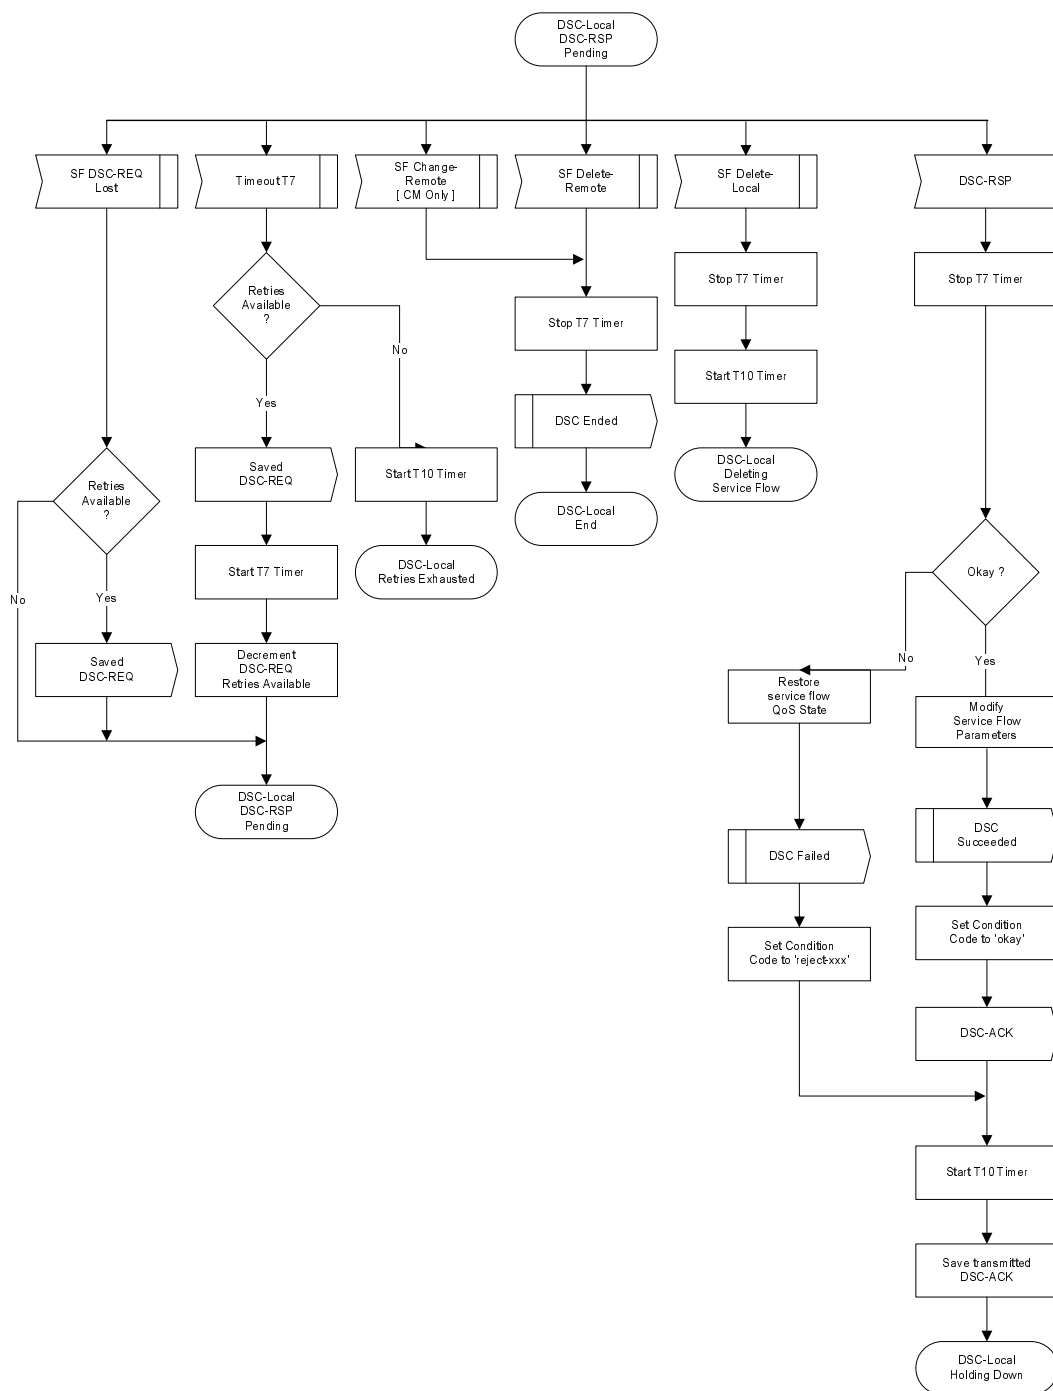 DSC-Local
DSC-RSP
Pending
SF DSC-REQ
Lost
Timeout T7
SF Change-
Remote
[ CM Only ]
SF Delete-
Remote
SF Delete-
Local
DSC-RSP
Retries
Available
?
No
Yes
Stop T7 Timer
Stop T7 Timer
Stop T7 Timer
Start T10 Timer
DSC Ended
DSC-Local
Deleting
Service Flow
DSC-Local
End
Saved
DSC-REQ
Start T10 Timer
DSC-Local
Retries Exhausted
Retries
Available
?
No
Yes
Start T7 Timer
Saved
DSC-REQ
Decrement
DSC-REQ
Retries Available
DSC-Local
DSC-RSP
Pending
Okay ?
No
Yes
Restore
service flow
QoS State
Modify
Service Flow
Parameters
DSC Failed
DSC
Succeeded
Set Condition
Code to 'reject-xxx'
Set Condition
Code to 'okay'
DSC-ACK
Start T10 Timer
Save transmitted
DSC-ACK
DSC-Local
Holding Down